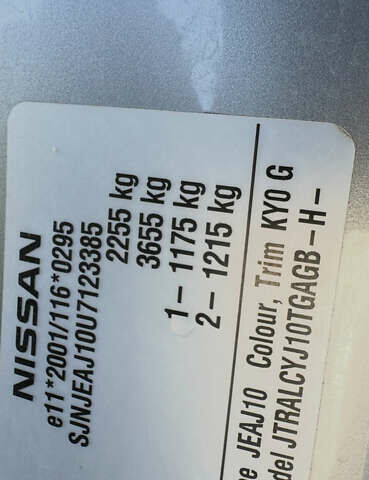 NISSAN
e11*2001/116*0295
SJNJEAJ10U7123385
2255 kg
3655 kg
1- 1175 kg
2- 1215 kg
JEAJ10 Colour, Trim KY0 G
del JTRALCYJ10TGAGB-H-